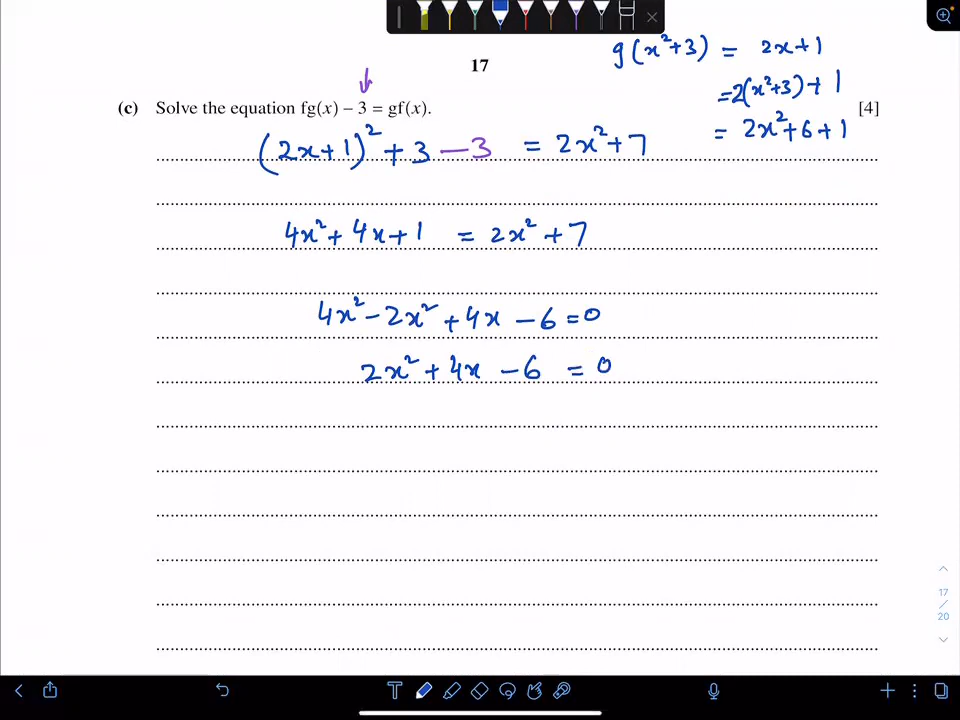 g(x²+3) = 2x+1
17
=2(x²+3)+1
(c) Solve the equation fg(x) − 3 = gf(x). [4]
= 2x²+6+1
(2x+1)² + 3 − 3 = 2x²+7
4x²+4x+1 = 2x²+7
4x²−2x²+4x−6=0
2x²+4x−6 = 0
17
/
20
T